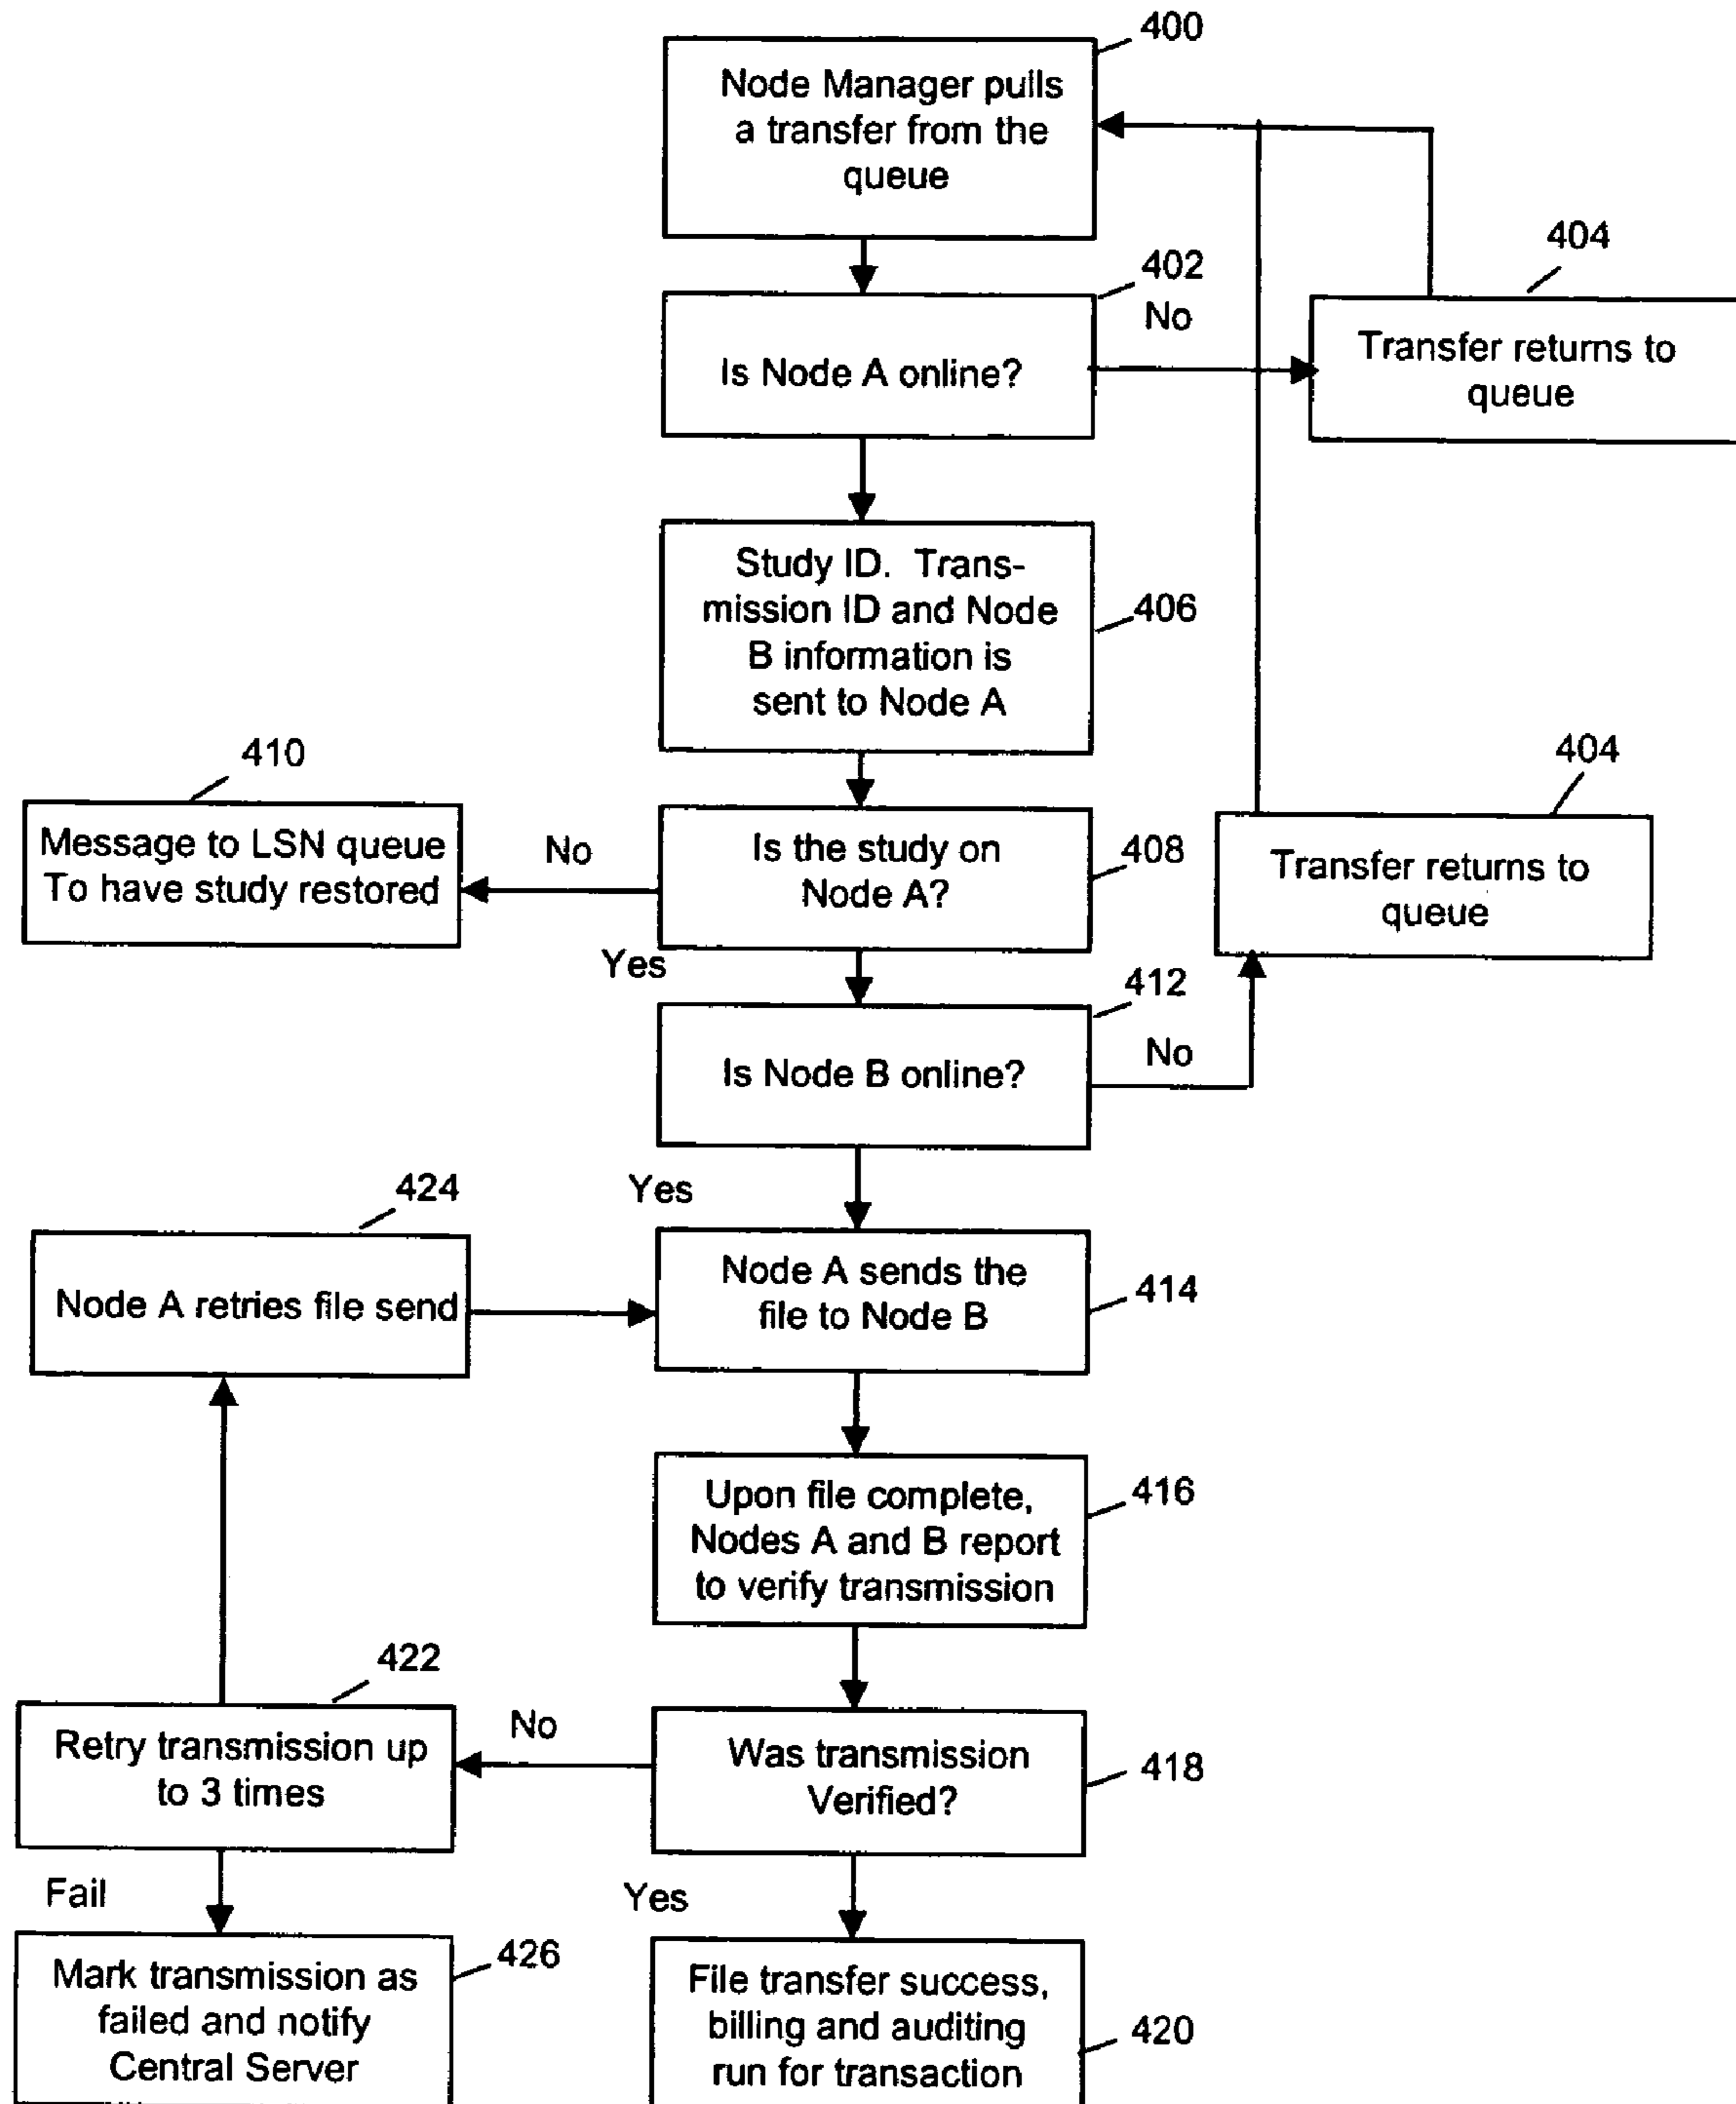 400
Node Manager pulls
a transfer from the
queue
402
No
404
Is Node A online?
Transfer returns to
queue
Study ID. Trans-
mission ID and Node
B information is
sent to Node A
406
410
404
Message to LSN queue
To have study restored
No
Is the study on
Node A?
408
Transfer returns to
queue
Yes
412
Is Node B online?
No
424
Yes
Node A retries file send
Node A sends the
file to Node B
414
Upon file complete,
Nodes A and B report
to verify transmission
416
422
Retry transmission up
to 3 times
No
Was transmission
Verified?
418
Fail
Yes
Mark transmission as
failed and notify
Central Server
426
File transfer success,
billing and auditing
run for transaction
420